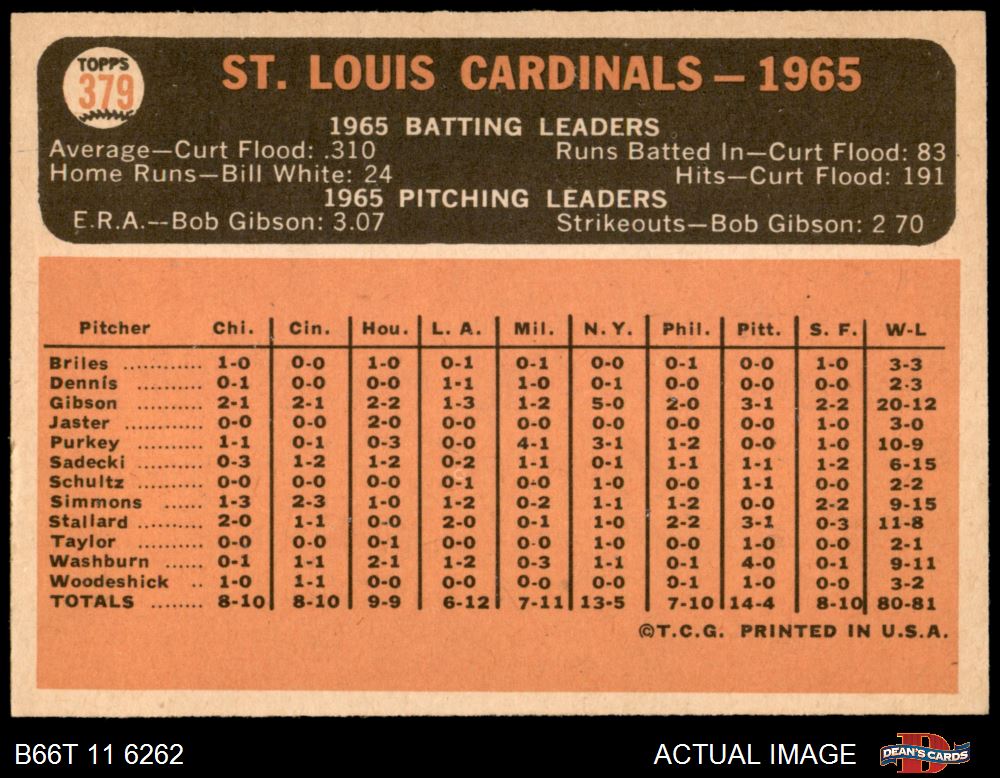 TOPPS
379
ST. LOUIS CARDINALS — 1965
1965 BATTING LEADERS
Average—Curt Flood: .310 Runs Batted In—Curt Flood: 83
Home Runs—Bill White: 24 Hits—Curt Flood: 191
1965 PITCHING LEADERS
E.R.A.—Bob Gibson: 3.07 Strikeouts—Bob Gibson: 2 70
Pitcher Chi. Cin. Hou. L. A. Mil. N. Y. Phil. Pitt. S. F. W-L
Briles ............ 1-0 0-0 1-0 0-1 0-1 0-0 0-1 0-0 1-0 3-3
Dennis .......... 0-1 0-0 0-0 1-1 1-0 0-1 0-0 0-0 0-0 2-3
Gibson .......... 2-1 2-1 2-2 1-3 1-2 5-0 2-0 3-1 2-2 20-12
Jaster ............ 0-0 0-0 2-0 0-0 0-0 0-0 0-0 0-0 1-0 3-0
Purkey .......... 1-1 0-1 0-3 0-0 4-1 3-1 1-2 0-0 1-0 10-9
Sadecki ......... 0-3 1-2 1-2 0-2 1-1 0-1 1-1 1-1 1-2 6-15
Schultz .......... 0-0 0-0 0-0 0-1 0-0 1-0 0-0 1-1 0-0 2-2
Simmons ...... 1-3 2-3 1-0 1-2 0-2 1-1 1-2 0-0 2-2 9-15
Stallard .......... 2-0 1-1 0-0 2-0 0-1 1-0 2-2 3-1 0-3 11-8
Taylor ........... 0-0 0-0 0-1 0-0 0-0 1-0 0-0 1-0 0-0 2-1
Washburn ..... 0-1 1-1 2-1 1-2 0-3 1-1 0-1 4-0 0-1 9-11
Woodeshick .. 1-0 1-1 0-0 0-0 0-0 0-0 0-1 1-0 0-0 3-2
TOTALS ........ 8-10 8-10 9-9 6-12 7-11 13-5 7-10 14-4 8-10 80-81
©T.C.G. PRINTED IN U.S.A.
B66T 11 6262 ACTUAL IMAGE DEAN'S CARDS